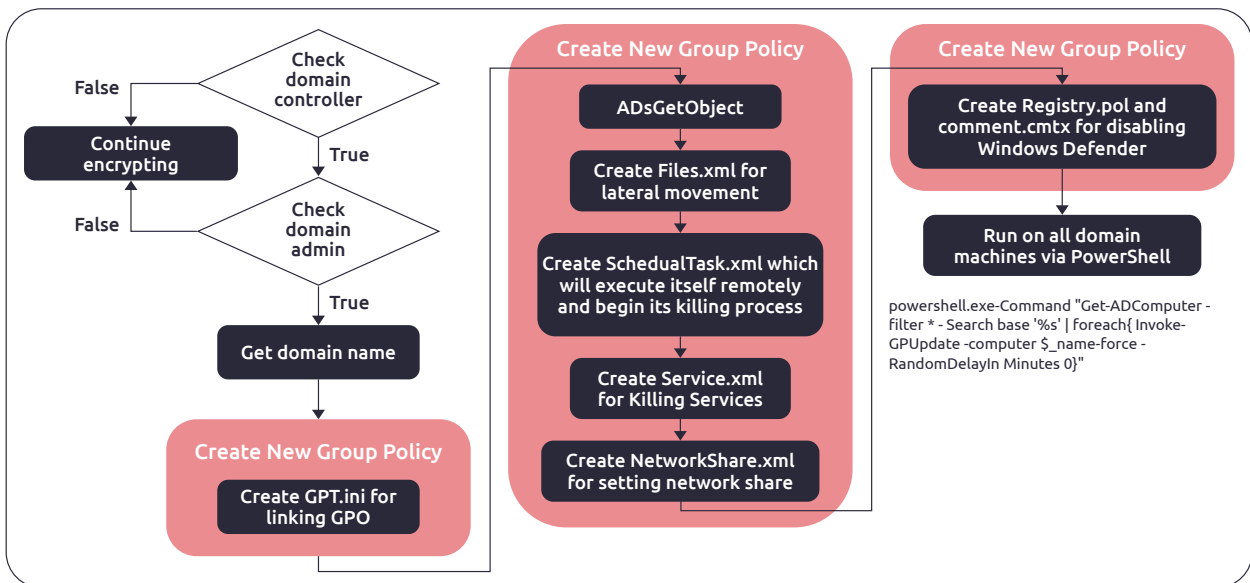 Check
domain
controller
False
Continue
encrypting
True
Check
domain
admin
False
True
Get domain name
Create New Group Policy
Create GPT.ini for
linking GPO
Create New Group Policy
ADsGetObject
Create Files.xml for
lateral movement
Create SchedualTask.xml which
will execute itself remotely
and begin its killing process
Create Service.xml
for Killing Services
Create NetworkShare.xml
for setting network share
Create New Group Policy
Create Registry.pol and
comment.cmtx for disabling
Windows Defender
Run on all domain
machines via PowerShell
powershell.exe-Command "Get-ADComputer -
filter * - Search base '%s' | foreach{ Invoke-
GPUpdate -computer $_name-force -
RandomDelayIn Minutes 0}"